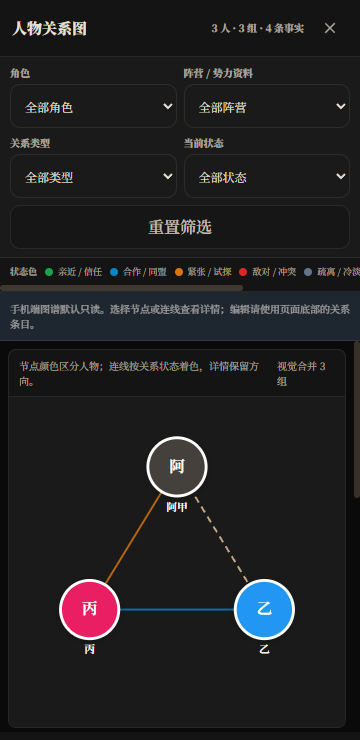 人物关系图
3 人 · 3 组 · 4 条事实
角色
阵营 / 势力资料
全部角色
全部阵营
关系类型
当前状态
全部类型
全部状态
重置筛选
状态色 亲近 / 信任 合作 / 同盟 紧张 / 试探 敌对 / 冲突 疏离 / 冷淡
手机端图谱默认只读。选择节点或连线查看详情；编辑请使用页面底部的关系
条目。
节点颜色区分人物；连线按关系状态着色，详情保留方
向。
视觉合并 3
组
阿
阿甲
丙
丙
乙
乙